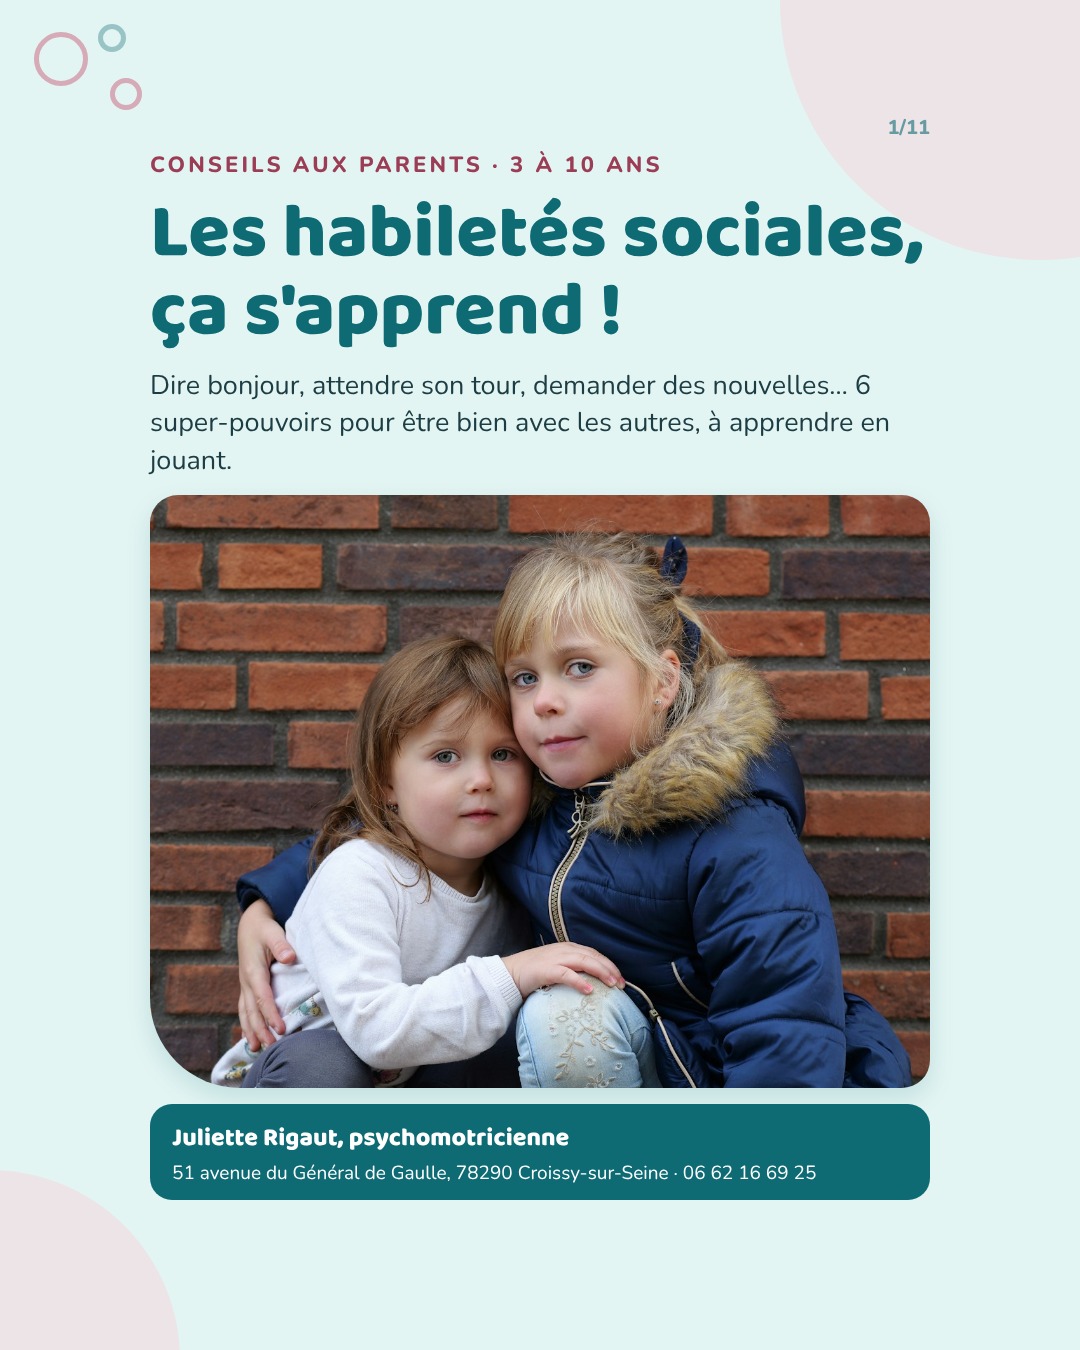 1/11
CONSEILS AUX PARENTS · 3 À 10 ANS
Les habiletés sociales,
ça s'apprend !
Dire bonjour, attendre son tour, demander des nouvelles… 6
super-pouvoirs pour être bien avec les autres, à apprendre en
jouant.
Juliette Rigaut, psychomotricienne
51 avenue du Général de Gaulle, 78290 Croissy-sur-Seine · 06 62 16 69 25